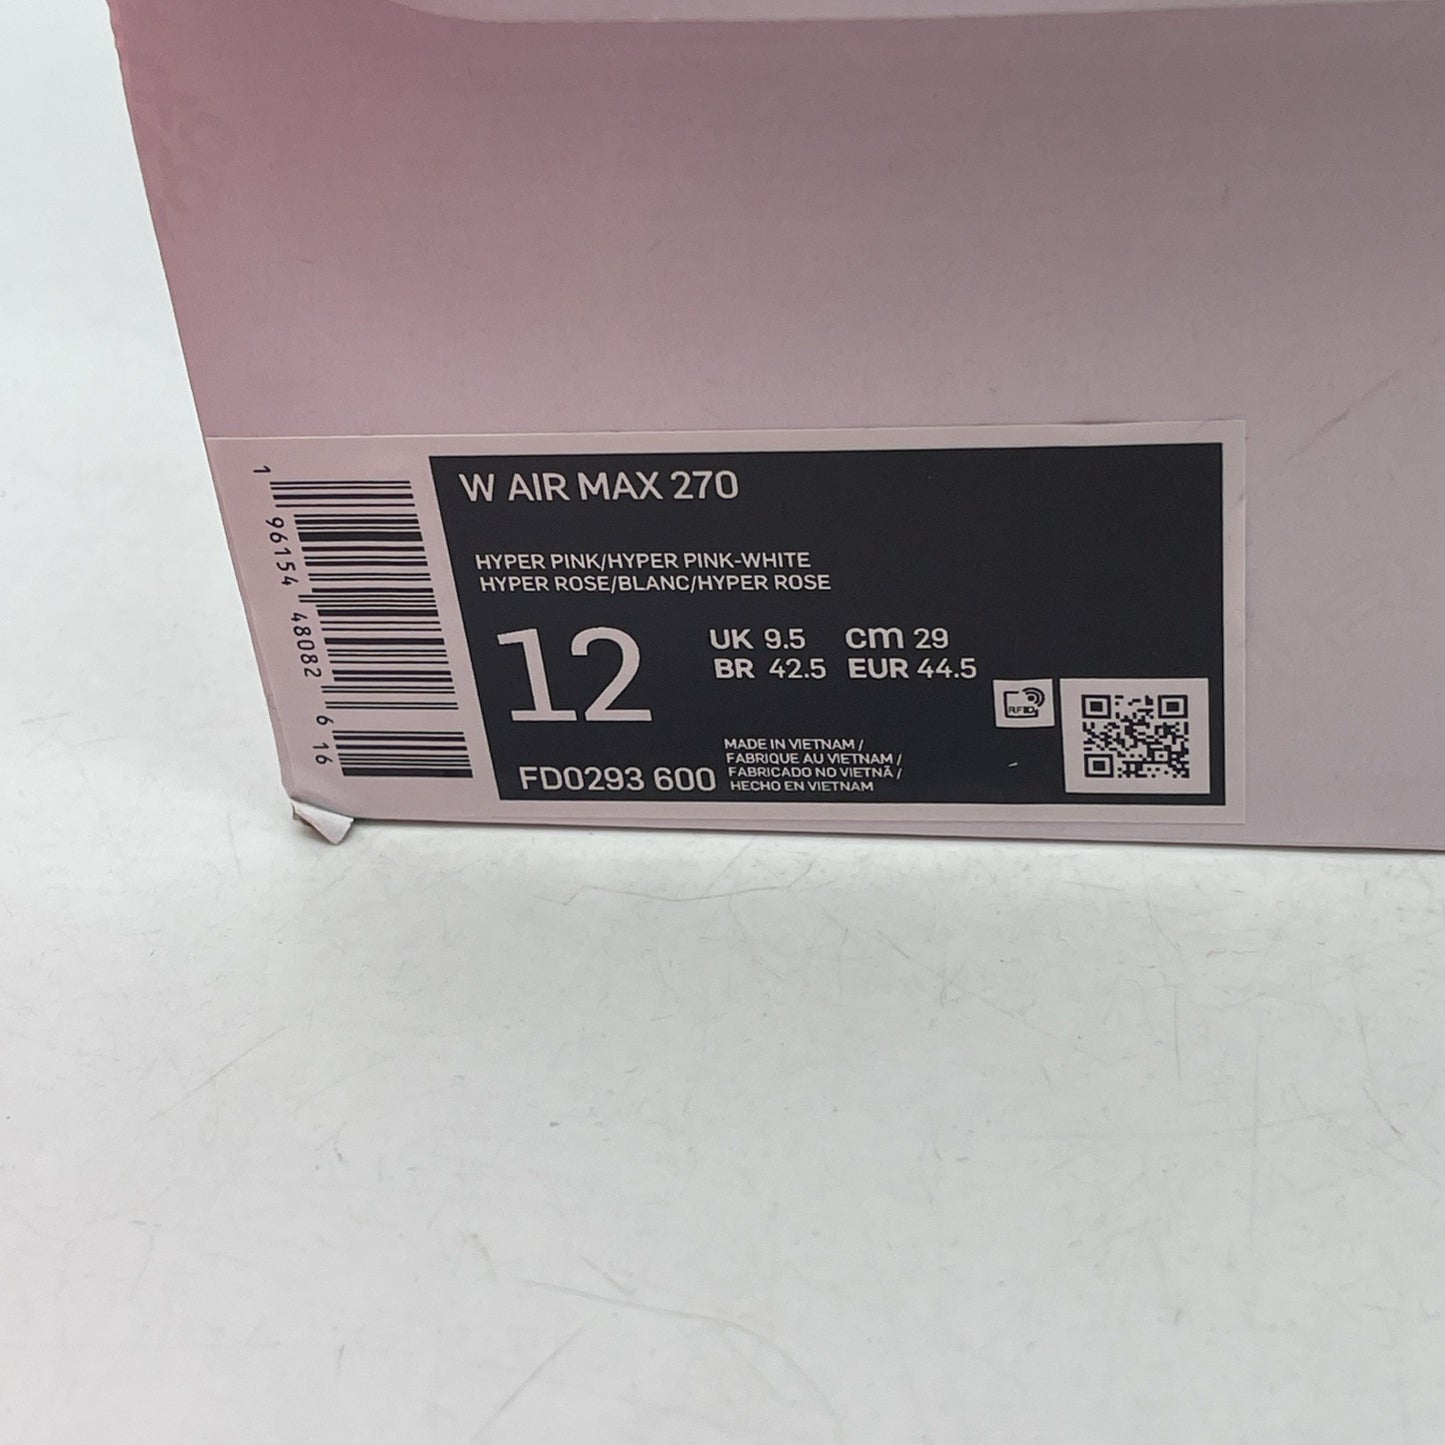 W AIR MAX 270
HYPER PINK/HYPER PINK-WHITE
HYPER ROSE/BLANC/HYPER ROSE
12
UK 9.5 cm 29
BR 42.5 EUR 44.5
FD0293 600
MADE IN VIETNAM /
FABRIQUE AU VIETNAM /
FABRICADO NO VIETNÃ /
HECHO EN VIETNAM
RFID
1 96154 48082 6 16